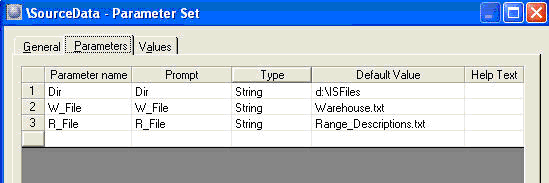 \SourceData - Parameter Set
General Parameters Values
Parameter name Prompt Type Default Value Help Text
1 Dir Dir String d:\ISFiles
2 W_File W_File String Warehouse.txt
3 R_File R_File String Range_Descriptions.txt